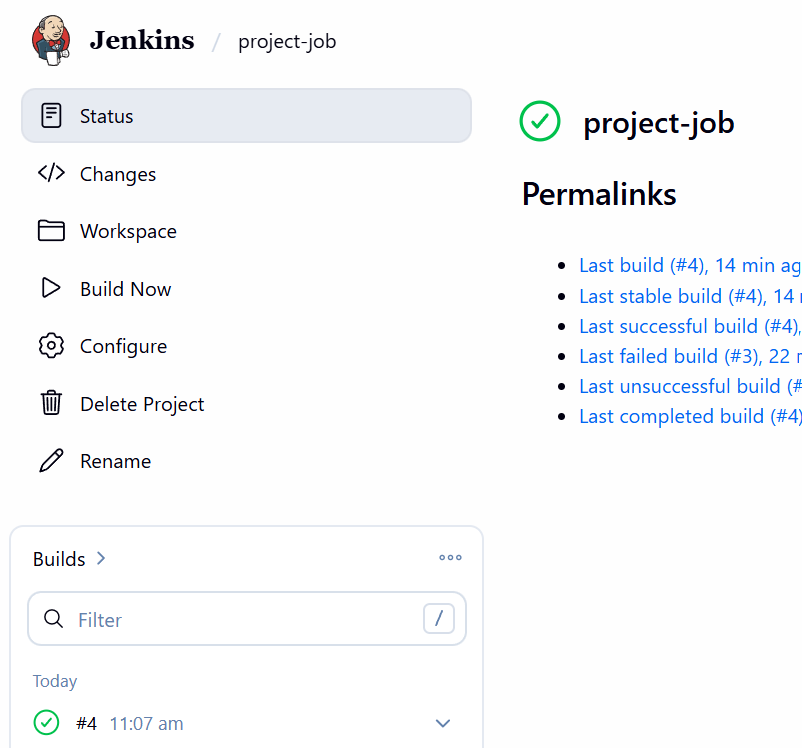 Jenkins / project-job
Status
Changes
Workspace
Build Now
Configure
Delete Project
Rename
Builds
Filter /
Today
#4 11:07 am
project-job
Permalinks
Last build (#4), 14 min ag
Last stable build (#4), 14
Last successful build (#4),
Last failed build (#3), 22
Last unsuccessful build (#
Last completed build (#4)